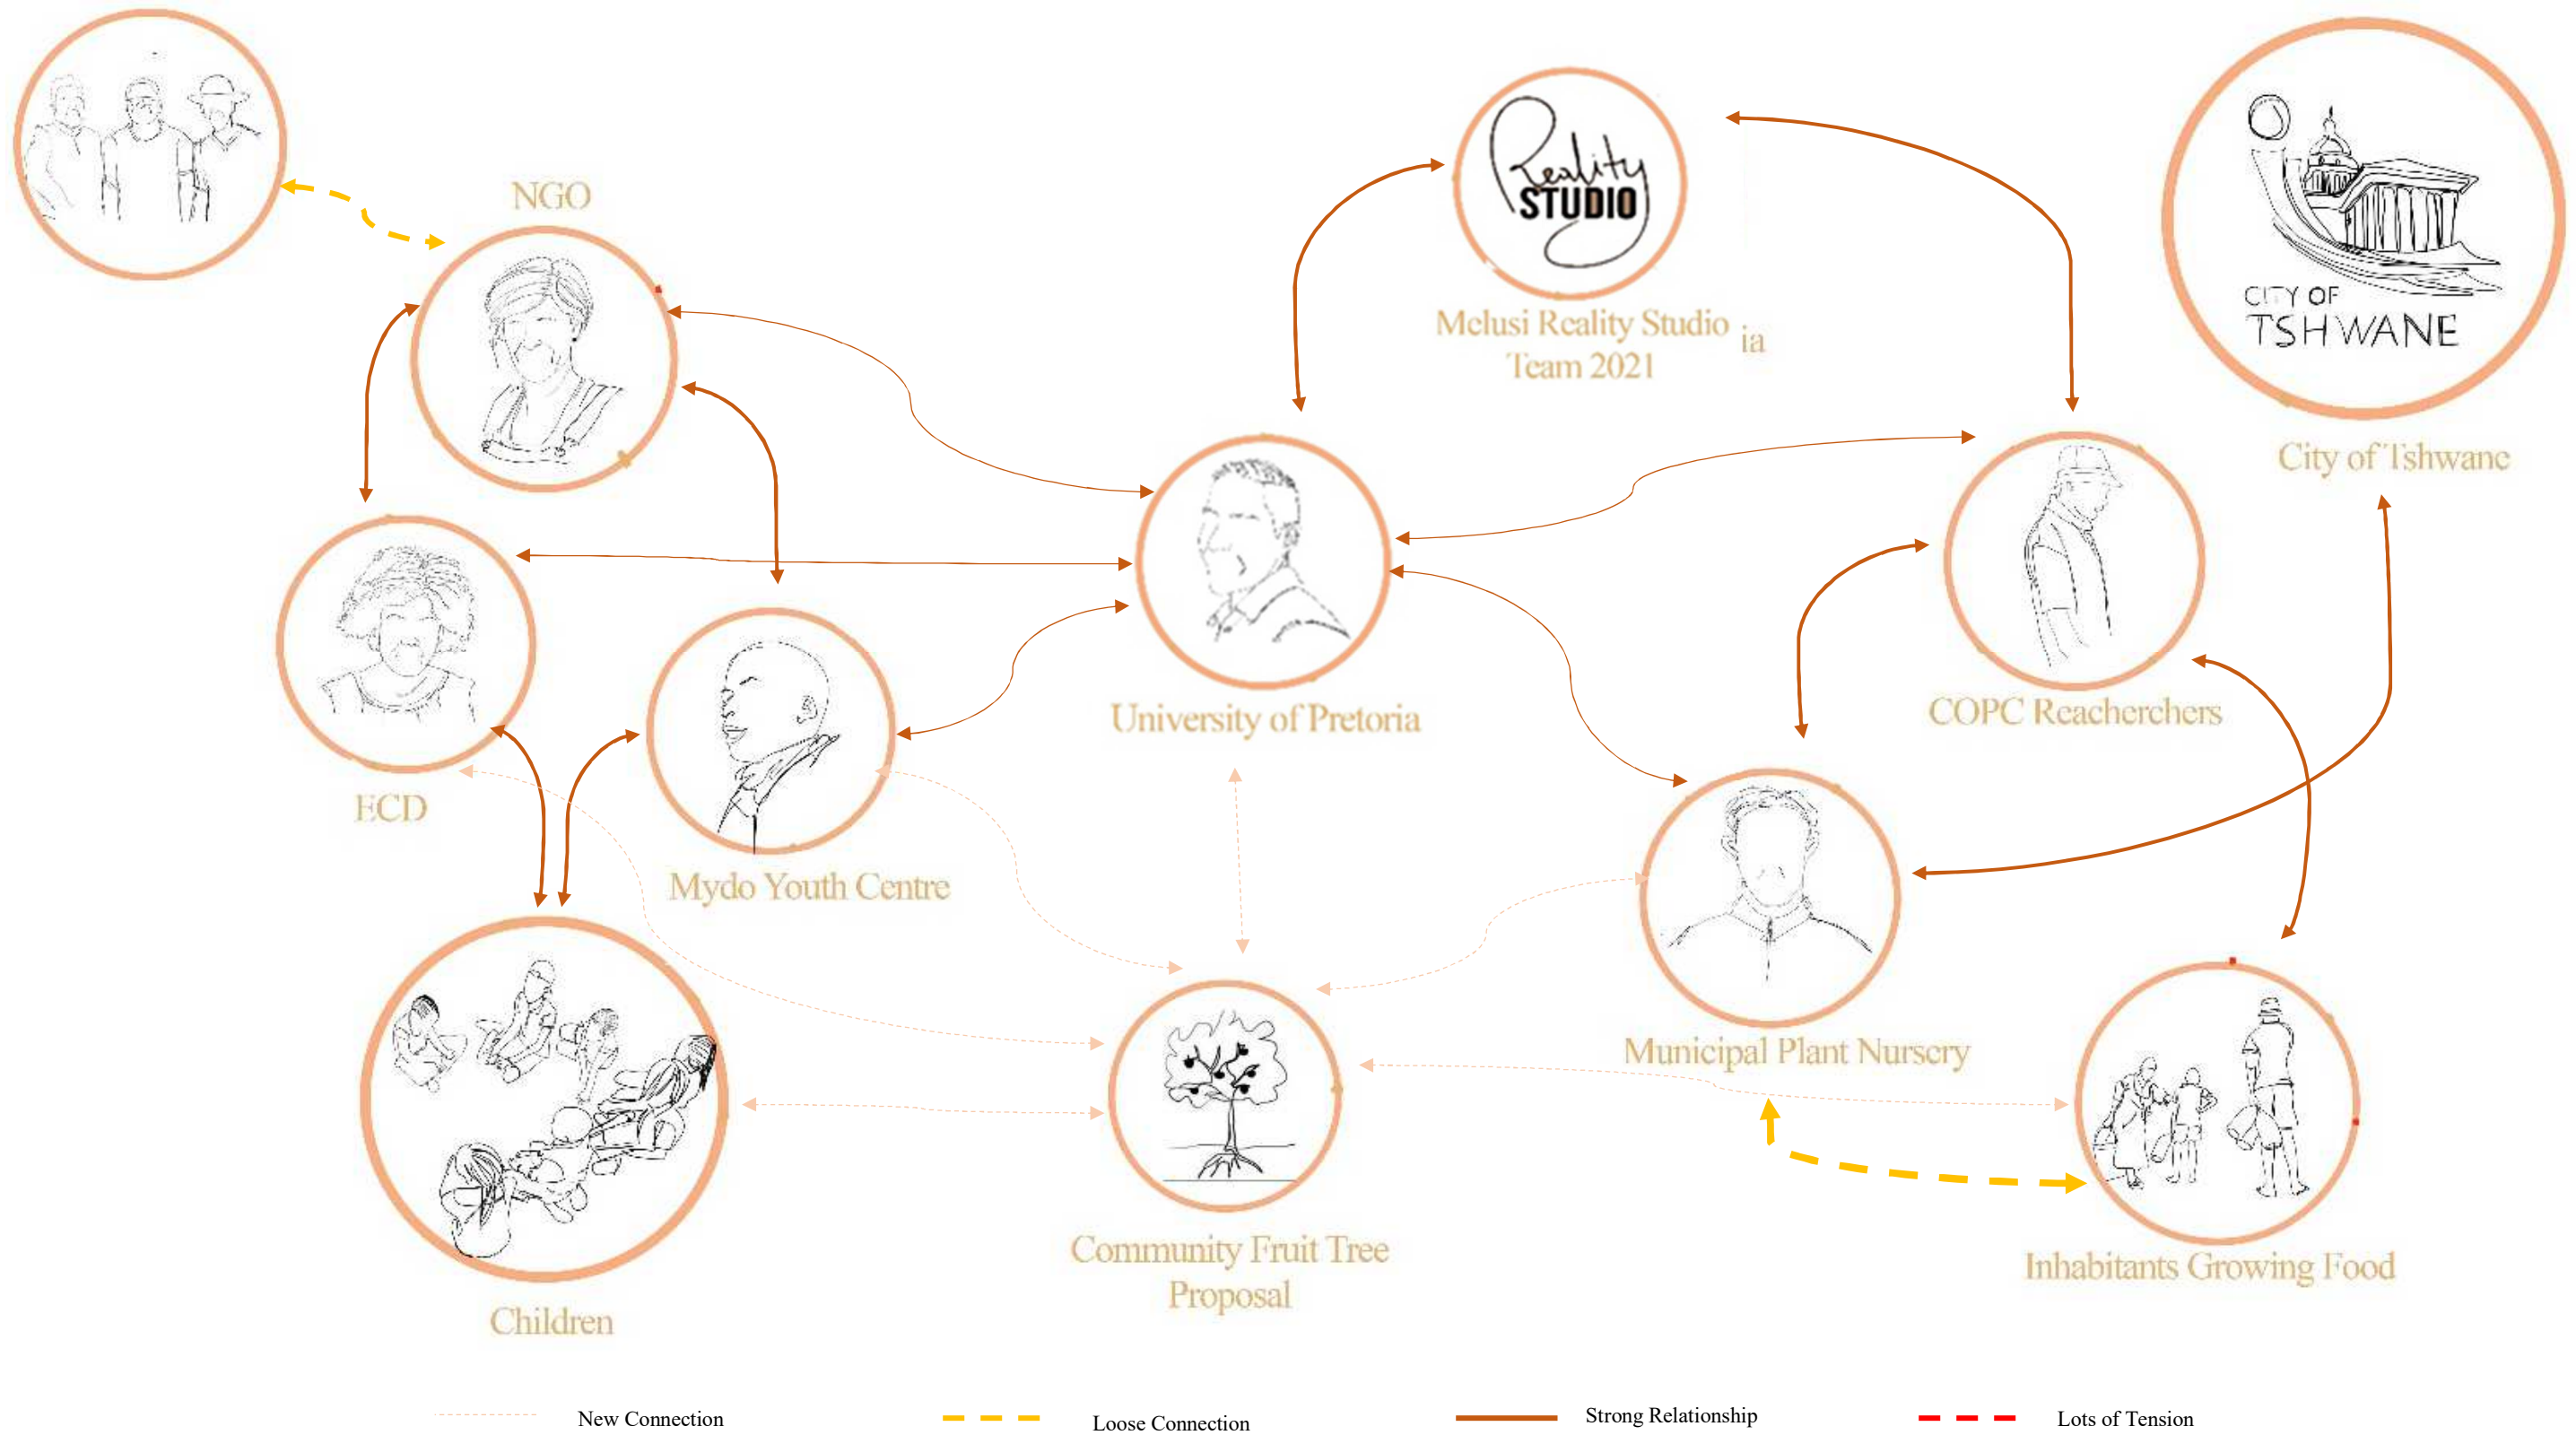 NGO
Reality
STUDIO
Melusi Reality Studio
ia
Team 2021
CITY OF
TSHWANE
City of Tshwane
University of Pretoria
COPC Reacherchers
ECD
Mydo Youth Centre
Municipal Plant Nursery
Community Fruit Tree
Proposal
Inhabitants Growing Food
Children
New Connection
Loose Connection
Strong Relationship
Lots of Tension